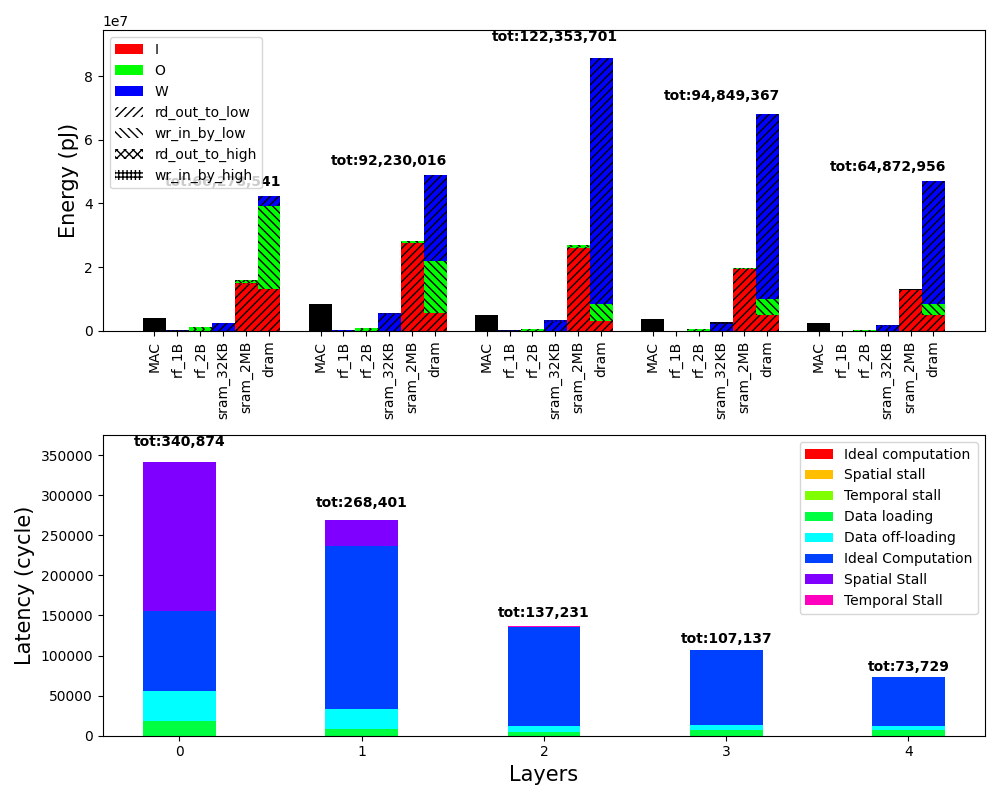 1e7
tot:122,353,701
I
O
W
rd_out_to_low
wr_in_by_low
rd_out_to_high
wr_in_by_high
tot:94,849,367
tot:92,230,016
tot:64,872,956
Energy (pJ)
8
6
4
2
0
MAC
rf_1B
rf_2B
sram_32KB
sram_2MB
dram
MAC
rf_1B
rf_2B
sram_32KB
sram_2MB
dram
MAC
rf_1B
rf_2B
sram_32KB
sram_2MB
dram
MAC
rf_1B
rf_2B
sram_32KB
sram_2MB
dram
MAC
rf_1B
rf_2B
sram_32KB
sram_2MB
dram
tot:340,874
tot:268,401
tot:137,231
tot:107,137
tot:73,729
Ideal computation
Spatial stall
Temporal stall
Data loading
Data off-loading
Ideal Computation
Spatial Stall
Temporal Stall
Latency (cycle)
350000
300000
250000
200000
150000
100000
50000
0
0
1
2
3
4
Layers